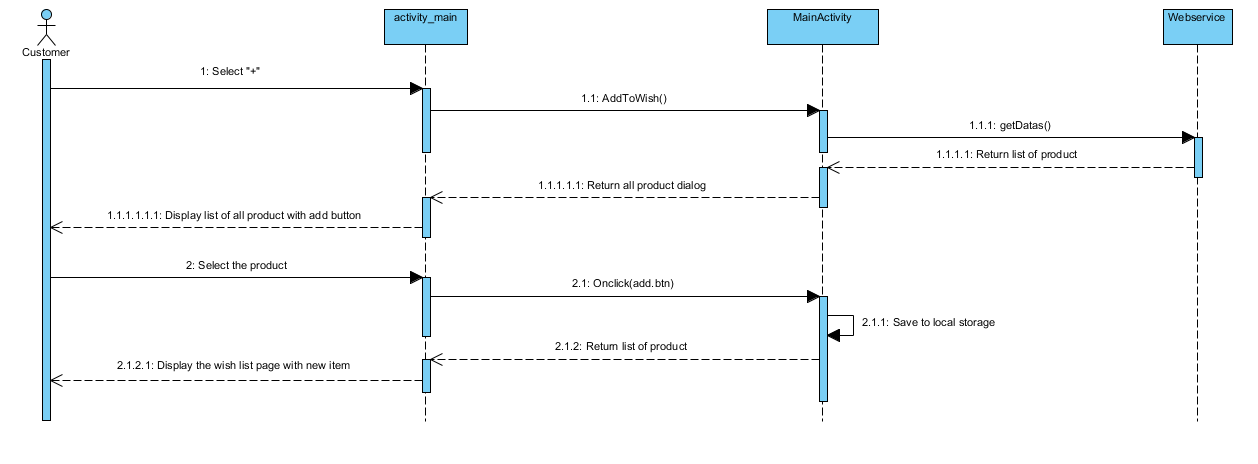 activity_main
MainActivity
Webservice
Customer
1: Select "+"
1.1: AddToWish()
1.1.1: getDatas()
1.1.1.1: Return list of product
1.1.1.1.1: Return all product dialog
1.1.1.1.1.1: Display list of all product with add button
2: Select the product
2.1: Onclick(add.btn)
2.1.1: Save to local storage
2.1.2: Return list of product
2.1.2.1: Display the wish list page with new item